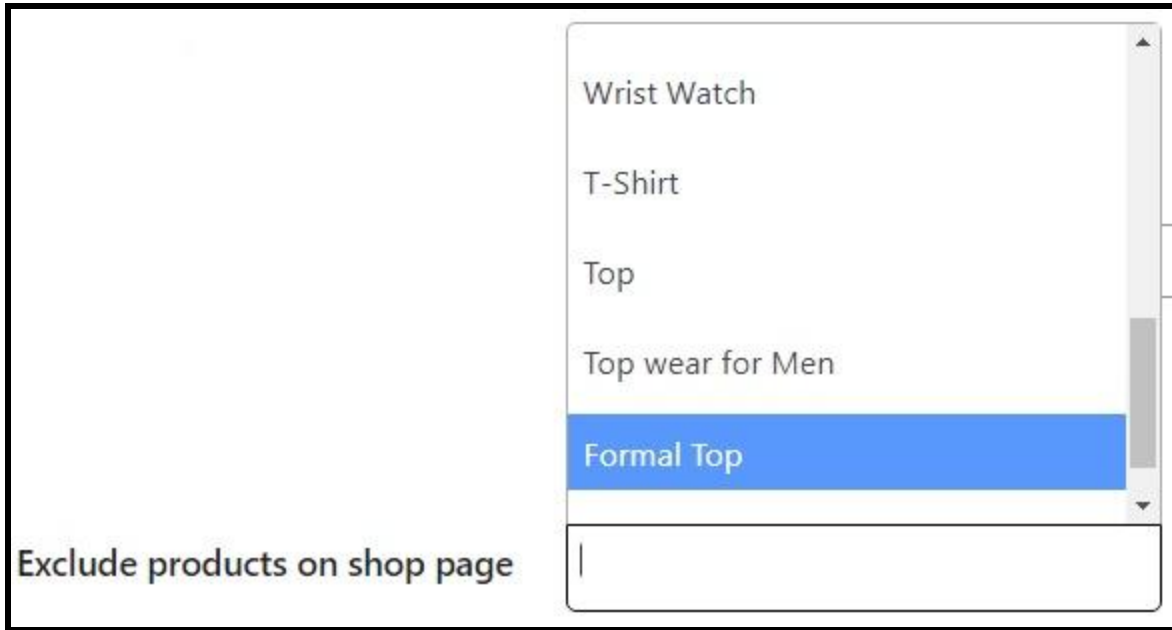 Wrist Watch
T-Shirt
Top
Top wear for Men
Formal Top
Exclude products on shop page